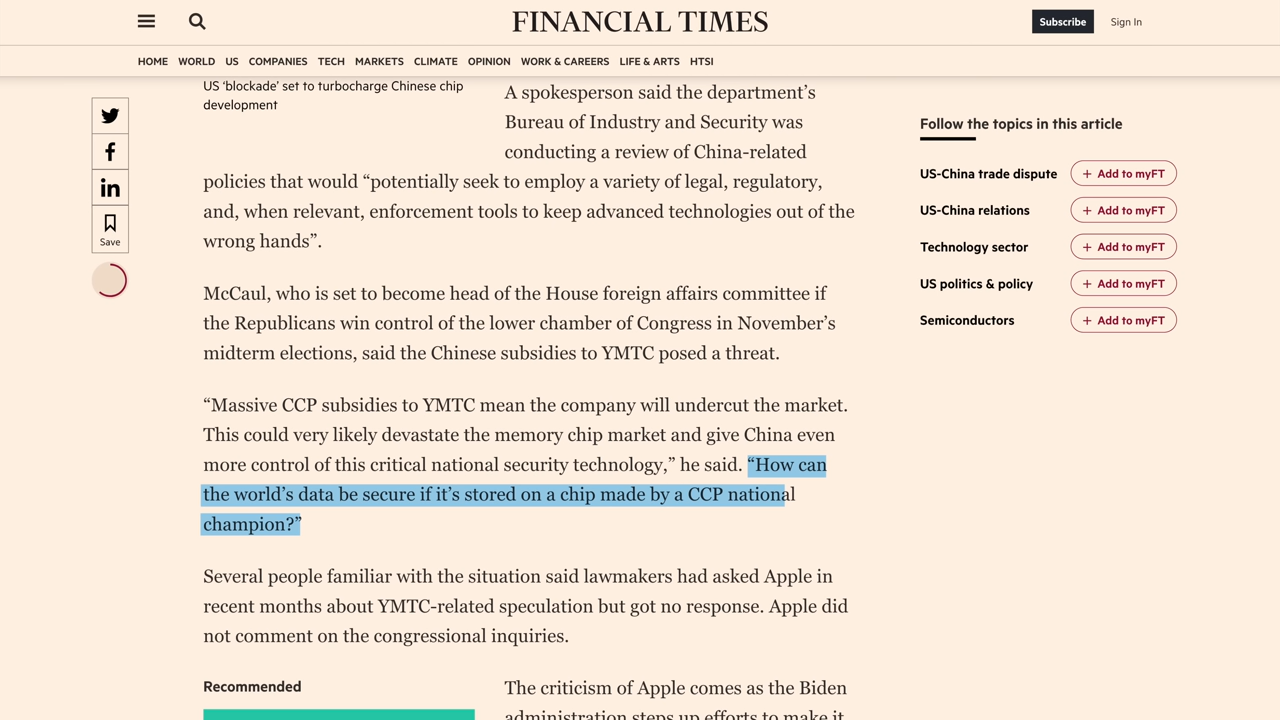 FINANCIAL TIMES
Subscribe
Sign In
HOME WORLD US COMPANIES TECH MARKETS CLIMATE OPINION WORK & CAREERS LIFE & ARTS HTSI
US ‘blockade’ set to turbocharge Chinese chip
development
Save
A spokesperson said the department’s
Bureau of Industry and Security was
conducting a review of China-related
policies that would “potentially seek to employ a variety of legal, regulatory,
and, when relevant, enforcement tools to keep advanced technologies out of the
wrong hands”.
McCaul, who is set to become head of the House foreign affairs committee if
the Republicans win control of the lower chamber of Congress in November’s
midterm elections, said the Chinese subsidies to YMTC posed a threat.
“Massive CCP subsidies to YMTC mean the company will undercut the market.
This could very likely devastate the memory chip market and give China even
more control of this critical national security technology,” he said. “How can
the world’s data be secure if it’s stored on a chip made by a CCP national
champion?”
Several people familiar with the situation said lawmakers had asked Apple in
recent months about YMTC-related speculation but got no response. Apple did
not comment on the congressional inquiries.
Recommended
The criticism of Apple comes as the Biden
administration steps up efforts to make it
Follow the topics in this article
US-China trade dispute + Add to myFT
US-China relations + Add to myFT
Technology sector + Add to myFT
US politics & policy + Add to myFT
Semiconductors + Add to myFT